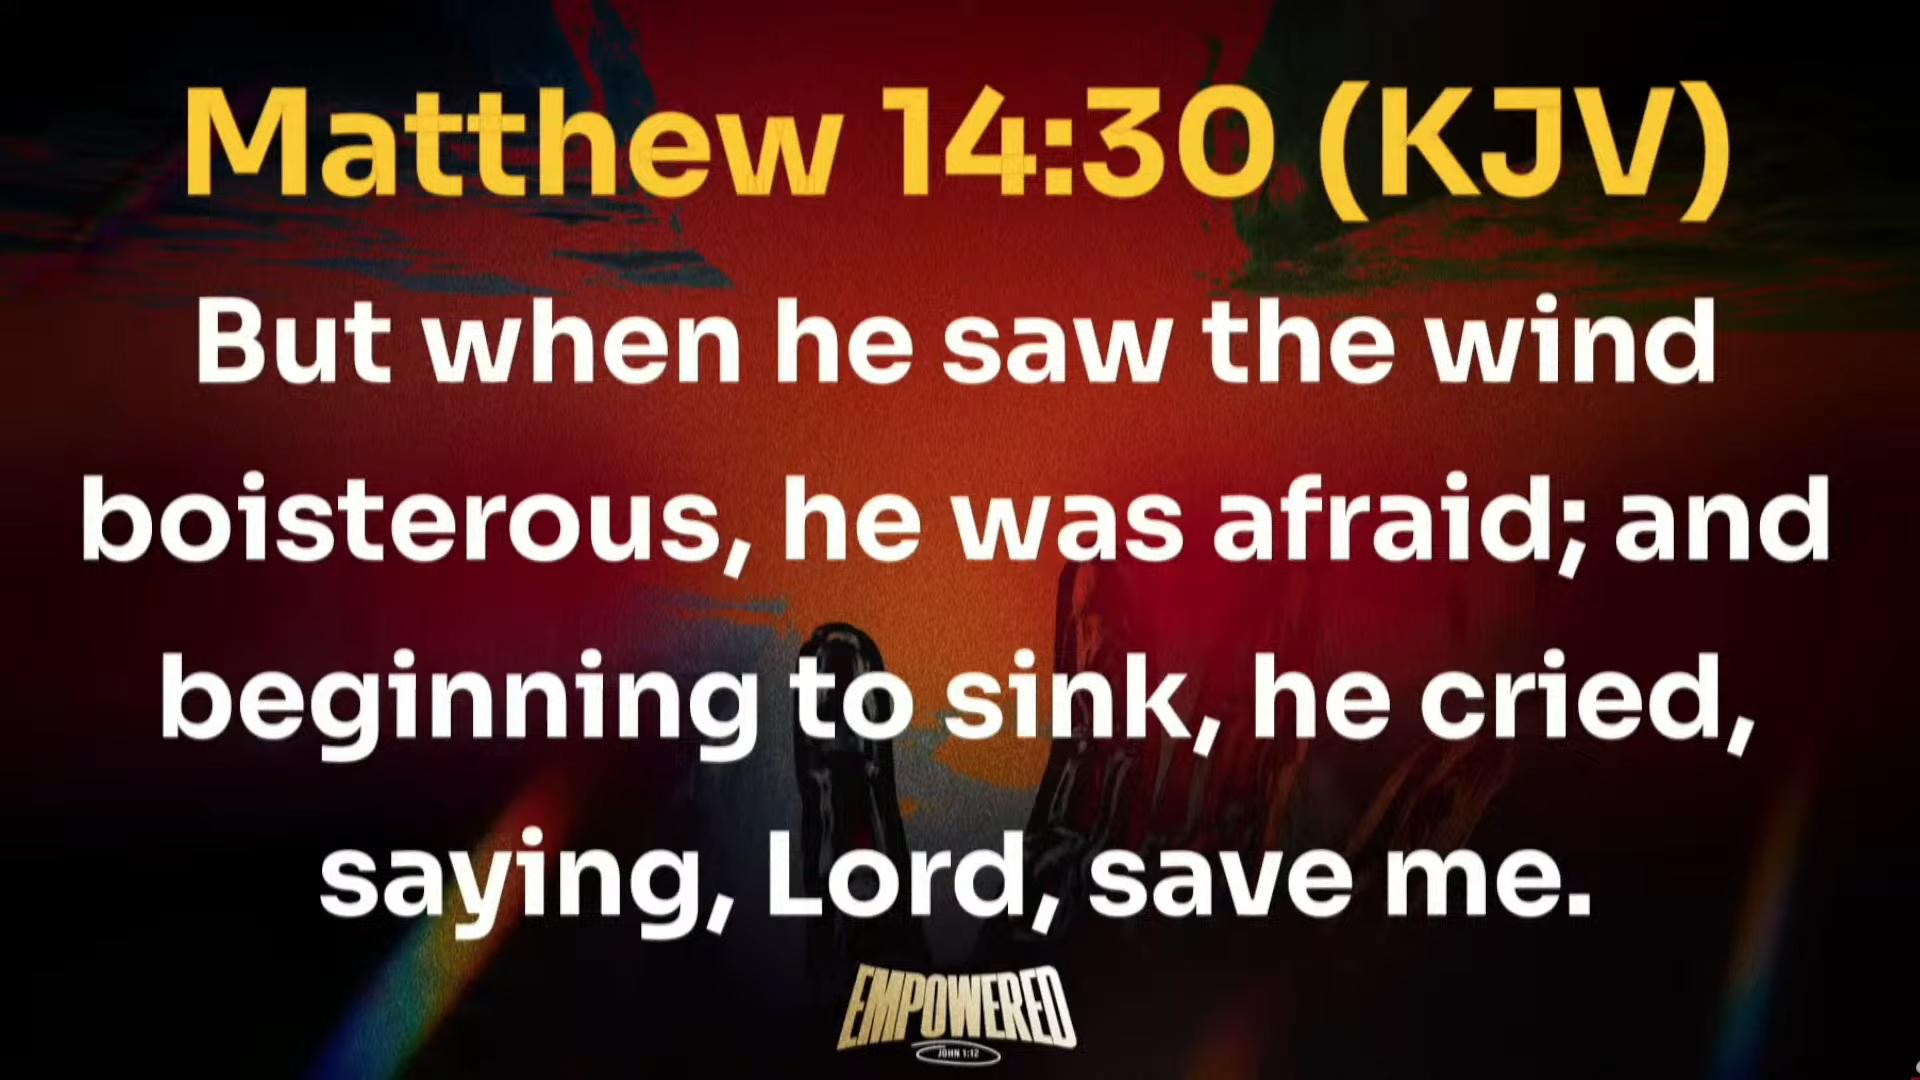 Matthew 14:30 (KJV)
But when he saw the wind
boisterous, he was afraid; and
beginning to sink, he cried,
saying, Lord, save me.
EMPOWERED
JOHN 1:12